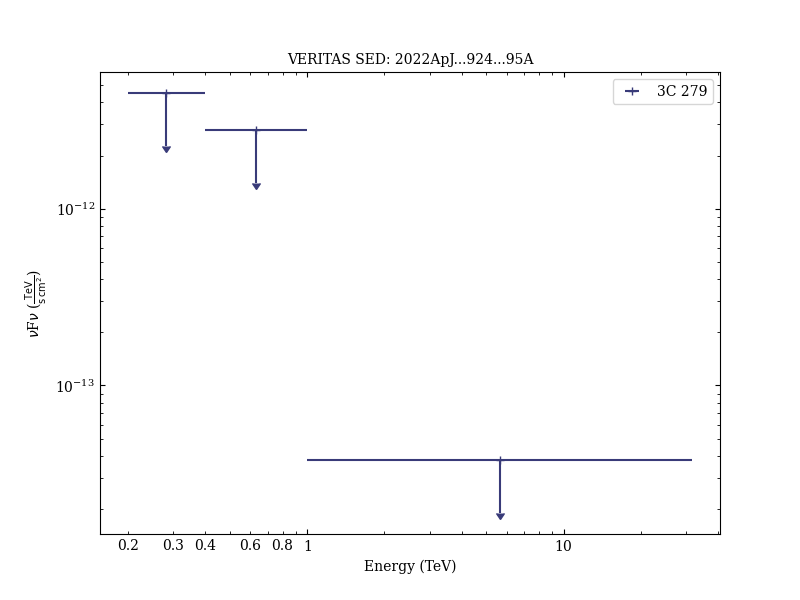 VERITAS SED: 2022ApJ...924...95A
3C 279
10⁻¹²
10⁻¹³
νFν (TeV / s cm²)
0.2 0.3 0.4 0.6 0.8 1 10
Energy (TeV)